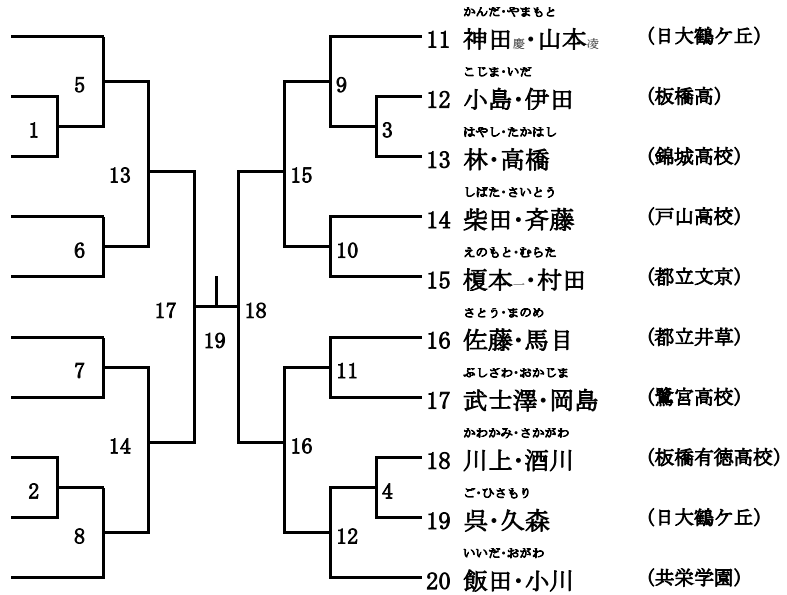 かんだ・やまもと
11 神田慶・山本凌 (日大鶴ケ丘)
5
9
こじま・いだ
12 小島・伊田 (板橋高)
1
3
はやし・たかはし
13 林・高橋 (錦城高校)
13
15
しばた・さいとう
14 柴田・斉藤 (戸山高校)
6
10
えのもと・むらた
15 榎本一・村田 (都立文京)
17
18
さとう・まのめ
19
16 佐藤・馬目 (都立井草)
7
11
ぶしざわ・おかじま
17 武士澤・岡島 (鷺宮高校)
14
16
かわかみ・さかがわ
18 川上・酒川 (板橋有徳高校)
2
4
ご・ひさもり
19 呉・久森 (日大鶴ケ丘)
8
12
いいだ・おがわ
20 飯田・小川 (共栄学園)